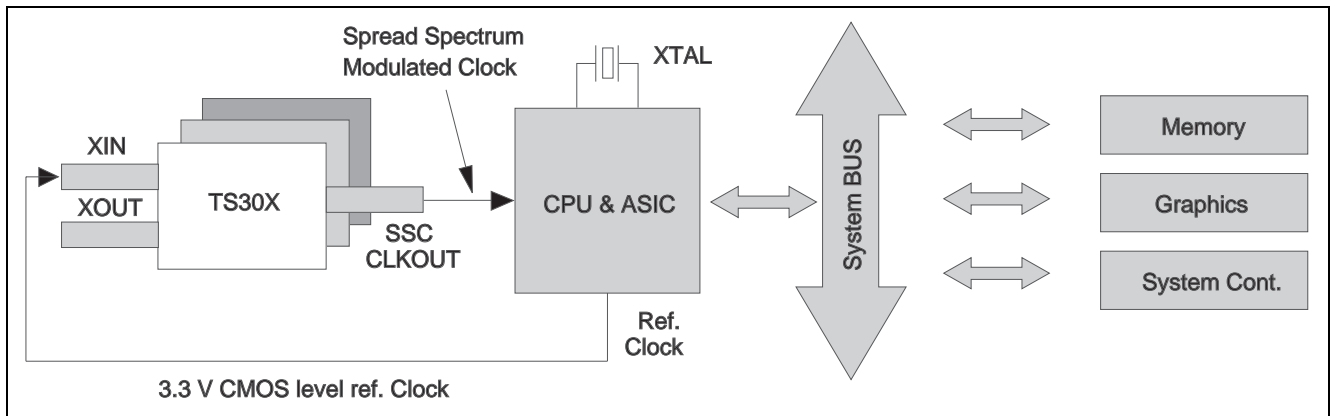 Spread Spectrum
Modulated Clock
XTAL
XIN
XOUT
TS30X
SSC
CLKOUT
CPU & ASIC
System BUS
Memory
Graphics
System Cont.
Ref.
Clock
3.3 V CMOS level ref. Clock